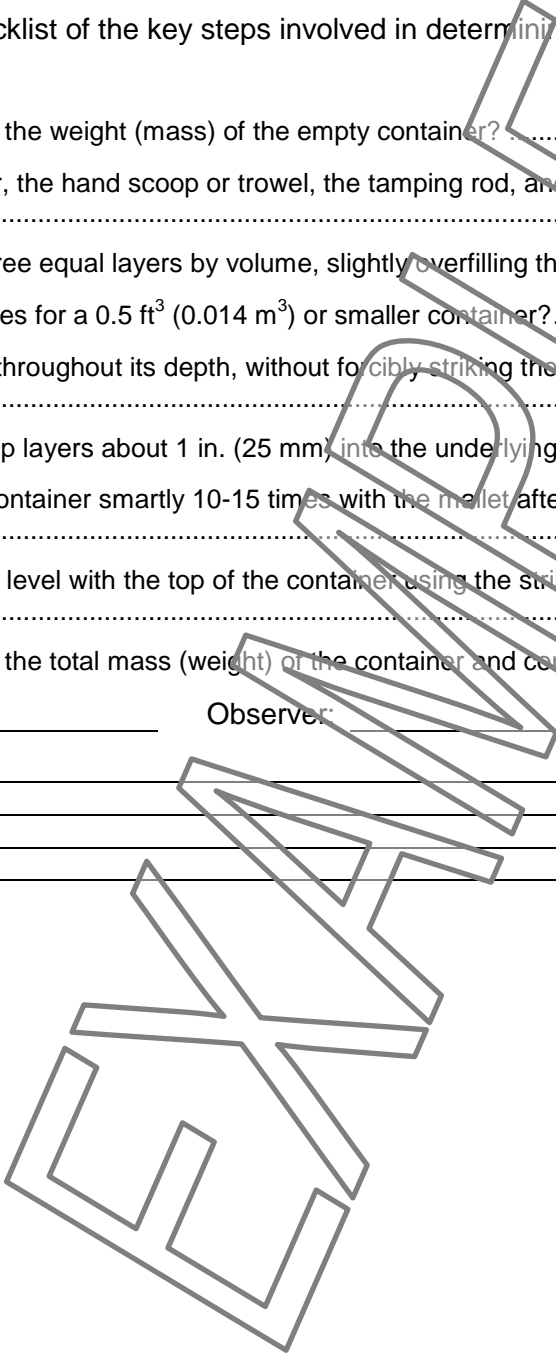 cklist of the key steps involved in determini
the weight (mass) of the empty container? ......
r, the hand scoop or trowel, the tamping rod, an
..........................................................................................
ree equal layers by volume, slightly overfilling th
es for a 0.5 ft³ (0.014 m³) or smaller container?.
throughout its depth, without forcibly striking the
..........................................................................................
p layers about 1 in. (25 mm) into the underlying
ontainer smartly 10-15 times with the mallet afte
..........................................................................................
level with the top of the container using the stri
..........................................................................................
the total mass (weight) of the container and co
Observer:
EXAMPLE